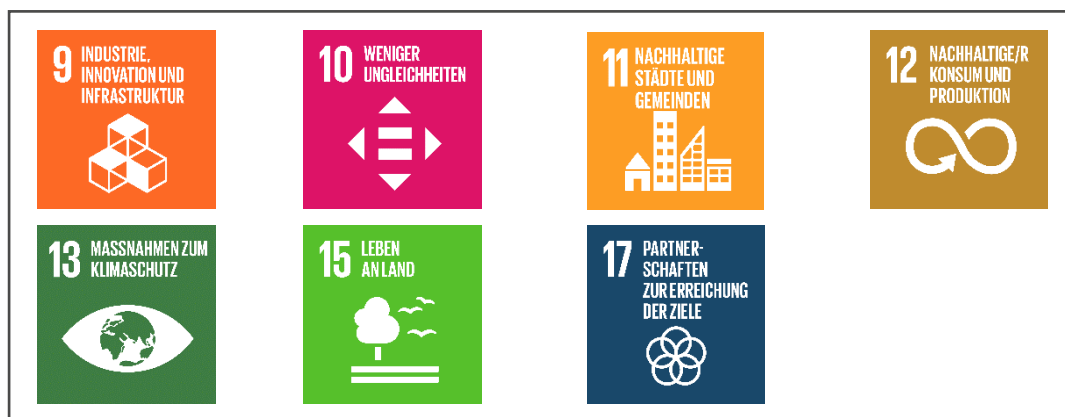 9 INDUSTRIE,
INNOVATION UND
INFRASTRUKTUR
10 WENIGER
UNGLEICHHEITEN
11 NACHHALTIGE
STÄDTE UND
GEMEINDEN
12 NACHHALTIGE/R
KONSUM UND
PRODUKTION
13 MASSNAHMEN ZUM
KLIMASCHUTZ
15 LEBEN
AN LAND
17 PARTNER-
SCHAFTEN
ZUR ERREICHUNG
DER ZIELE